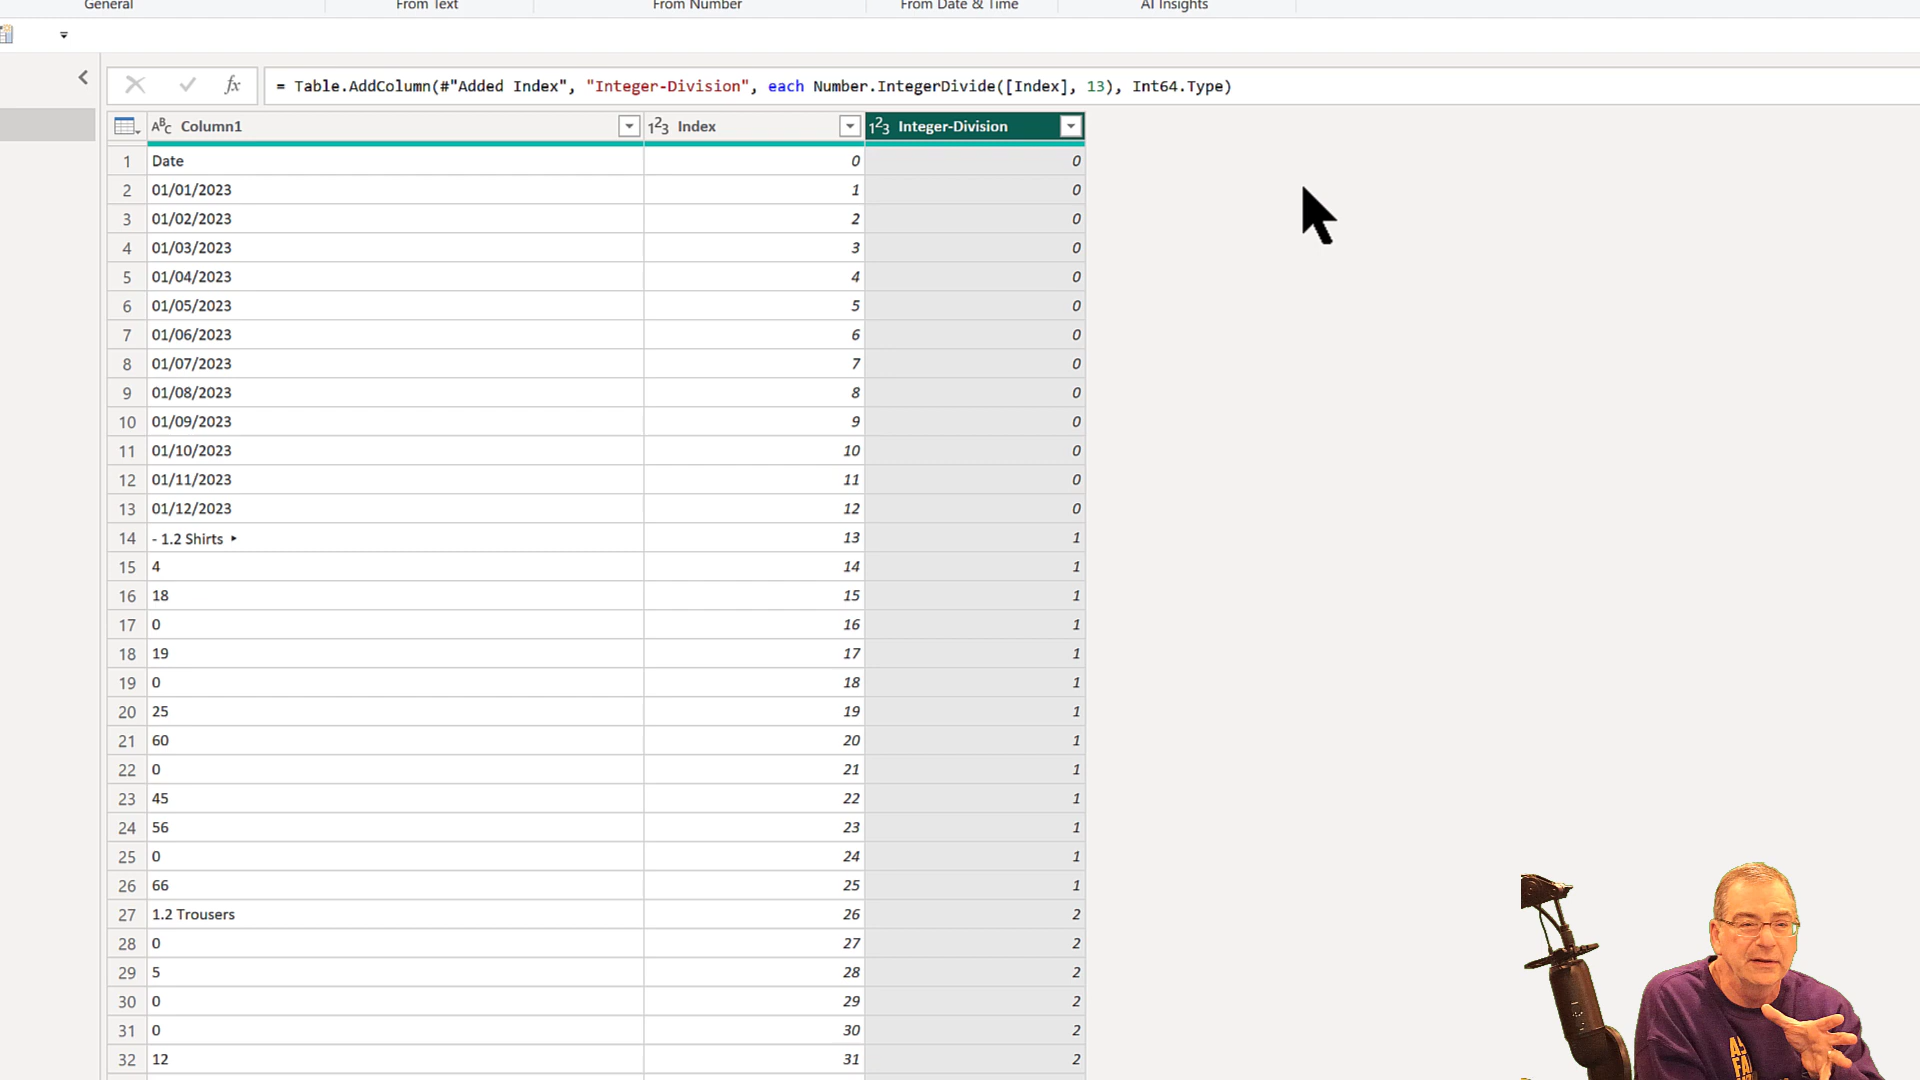 General From Text From Number From Date & Time AI Insights
fx = Table.AddColumn(#"Added Index", "Integer-Division", each Number.IntegerDivide([Index], 13), Int64.Type)
ABC Column1 123 Index 123 Integer-Division
1 Date 0 0
2 01/01/2023 1 0
3 01/02/2023 2 0
4 01/03/2023 3 0
5 01/04/2023 4 0
6 01/05/2023 5 0
7 01/06/2023 6 0
8 01/07/2023 7 0
9 01/08/2023 8 0
10 01/09/2023 9 0
11 01/10/2023 10 0
12 01/11/2023 11 0
13 01/12/2023 12 0
14 - 1.2 Shirts ‣ 13 1
15 4 14 1
16 18 15 1
17 0 16 1
18 19 17 1
19 0 18 1
20 25 19 1
21 60 20 1
22 0 21 1
23 45 22 1
24 56 23 1
25 0 24 1
26 66 25 1
27 1.2 Trousers 26 2
28 0 27 2
29 5 28 2
30 0 29 2
31 0 30 2
32 12 31 2